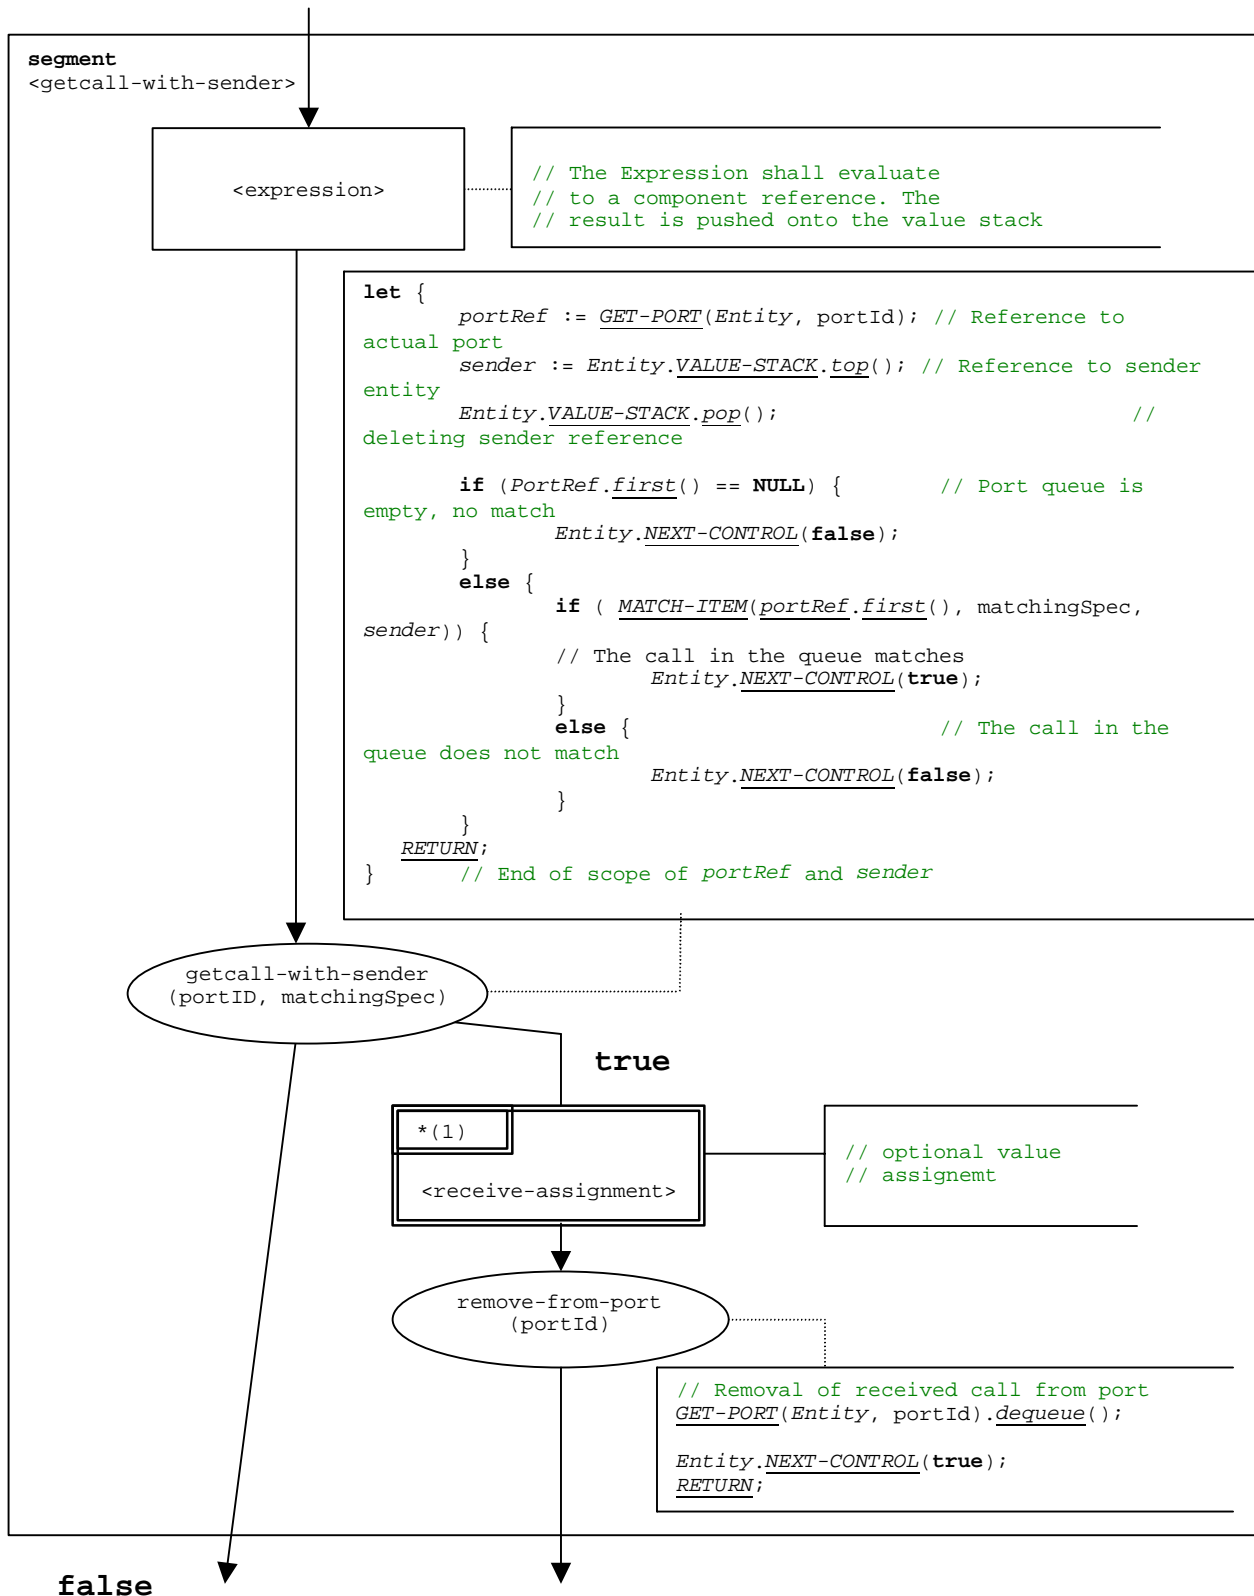 segment
<getcall-with-sender>
<expression>
// The Expression shall evaluate
// to a component reference. The
// result is pushed onto the value stack
let {
portRef := GET-PORT(Entity, portId); // Reference to
actual port
sender := Entity.VALUE-STACK.top(); // Reference to sender
entity
Entity.VALUE-STACK.pop(); //
deleting sender reference
if (PortRef.first() == NULL) { // Port queue is
empty, no match
Entity.NEXT-CONTROL(false);
}
else {
if ( MATCH-ITEM(portRef.first(), matchingSpec,
sender)) {
// The call in the queue matches
Entity.NEXT-CONTROL(true);
}
else { // The call in the
queue does not match
Entity.NEXT-CONTROL(false);
}
}
RETURN;
} // End of scope of portRef and sender
getcall-with-sender
(portID, matchingSpec)
true
*(1)
<receive-assignment>
// optional value
// assignemt
remove-from-port
(portId)
// Removal of received call from port
GET-PORT(Entity, portId).dequeue();
Entity.NEXT-CONTROL(true);
RETURN;
false